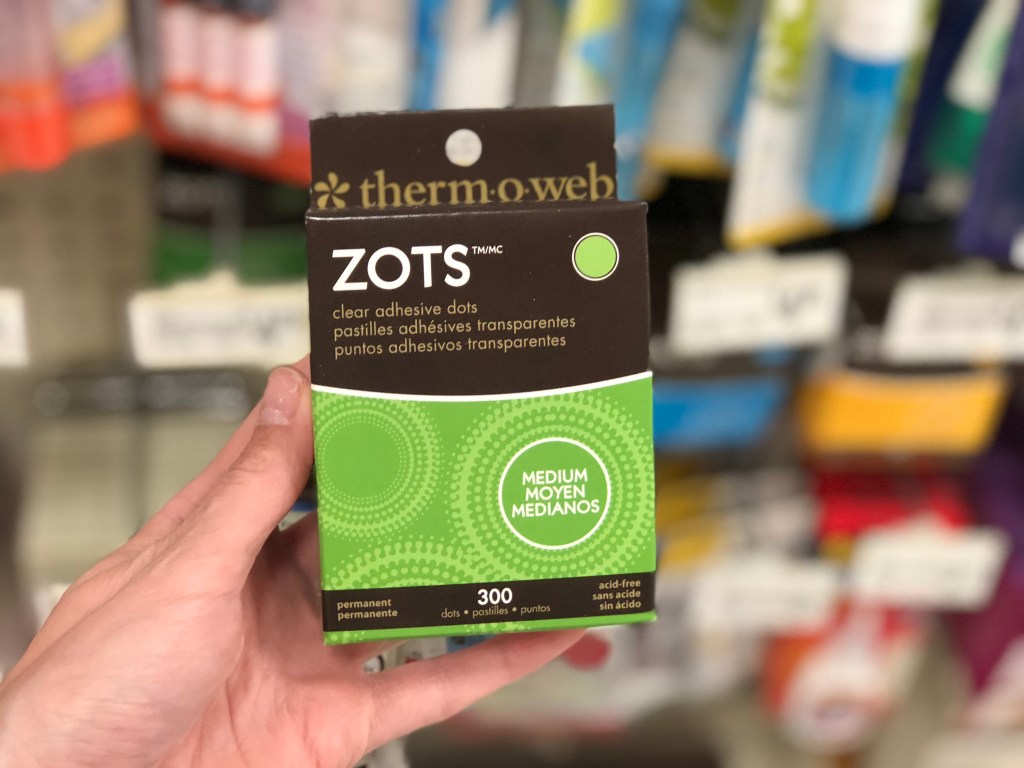 therm·o·web
ZOTS TM/MC
clear adhesive dots
pastilles adhésives transparentes
puntos adhesivos transparentes
MEDIUM
MOYEN
MEDIANOS
permanent
permanente
300
dots • pastilles • puntos
acid-free
sans acide
sin ácido